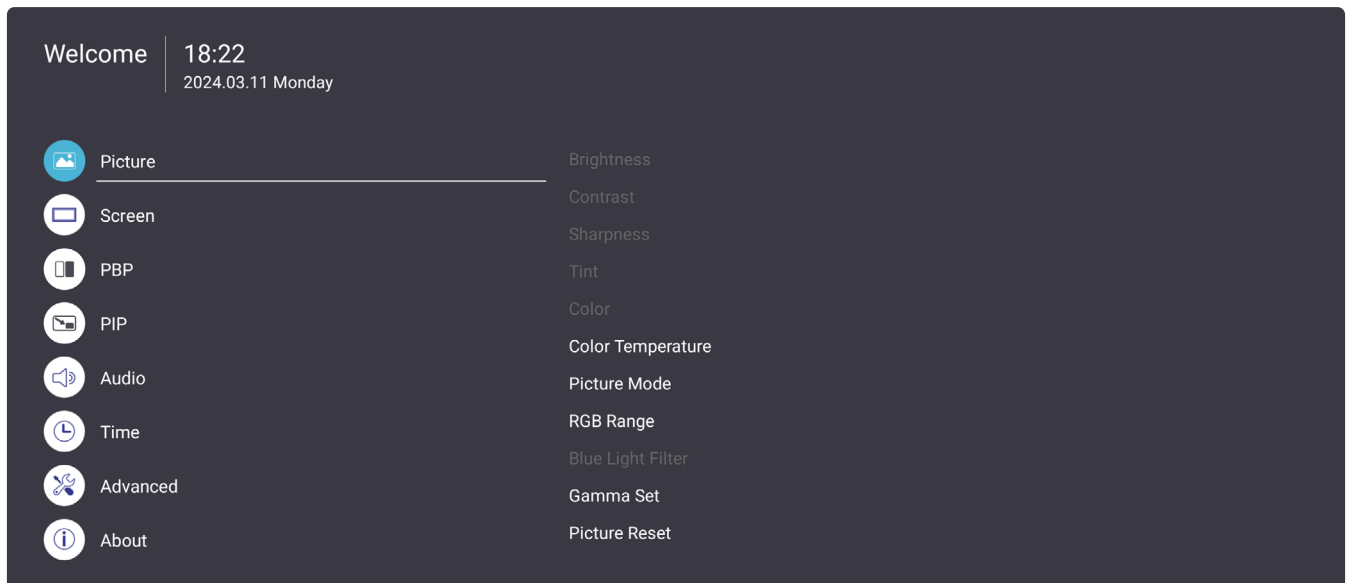 Welcome
18:22
2024.03.11 Monday
Picture
Screen
PBP
PIP
Audio
Time
Advanced
About
Brightness
Contrast
Sharpness
Tint
Color
Color Temperature
Picture Mode
RGB Range
Blue Light Filter
Gamma Set
Picture Reset